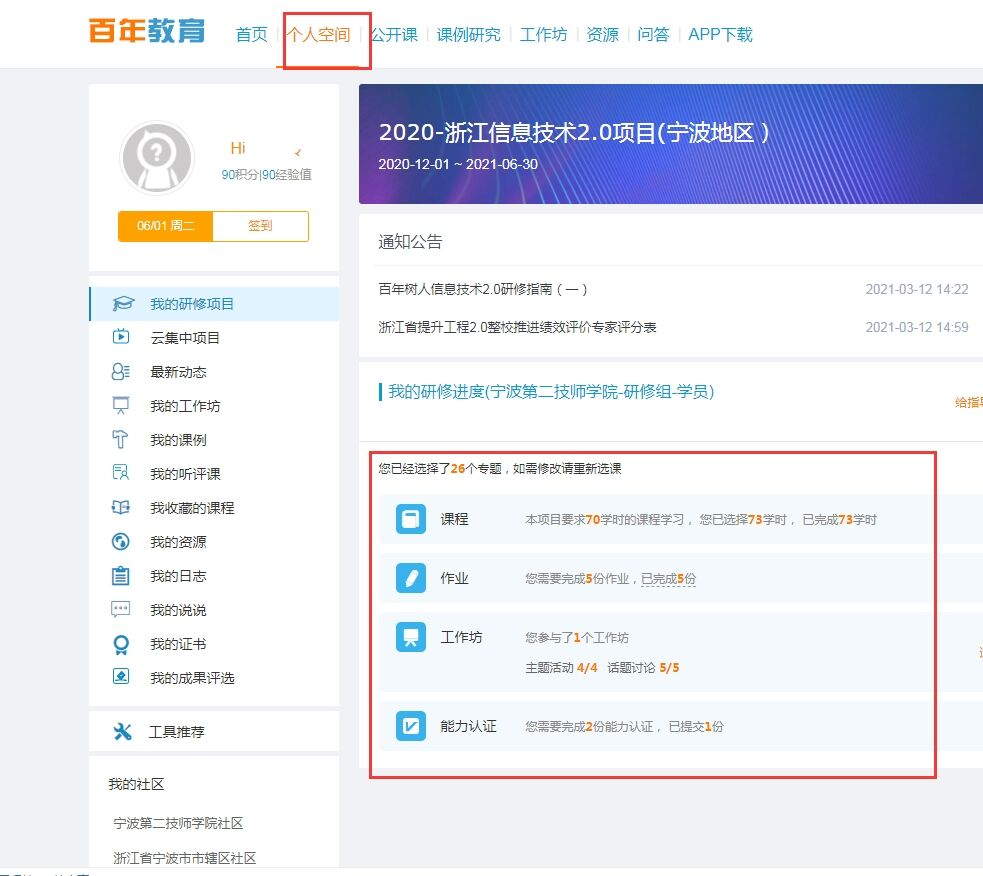 百年教育
首页 个人空间 公开课 课例研究 工作坊 资源 问答 APP下载
Hi
90积分|90经验值
06/01 周二 签到
我的研修项目
云集中项目
最新动态
我的工作坊
我的课例
我的听评课
我收藏的课程
我的资源
我的日志
我的说说
我的证书
我的成果评选
工具推荐
我的社区
宁波第二技师学院社区
浙江省宁波市市辖区社区
2020-浙江信息技术2.0项目(宁波地区）
2020-12-01 ~ 2021-06-30
通知公告
百年树人信息技术2.0研修指南（一） 2021-03-12 14:22
浙江省提升工程2.0整校推进绩效评价专家评分表 2021-03-12 14:59
我的研修进度(宁波第二技师学院-研修组-学员)
给指
您已经选择了26个专题，如需修改请重新选课
课程 本项目要求70学时的课程学习， 您已选择73学时， 已完成73学时
作业 您需要完成5份作业，已完成5份
工作坊 您参与了1个工作坊
主题活动 4/4 话题讨论 5/5
能力认证 您需要完成2份能力认证， 已提交1份